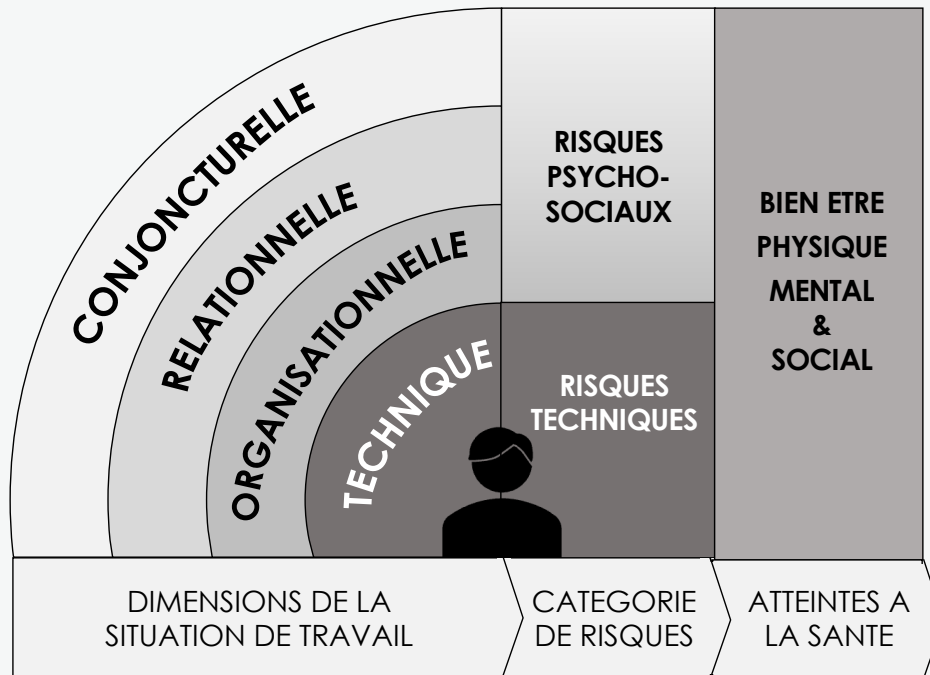 CONJONCTURELLE
RELATIONNELLE
ORGANISATIONNELLE
TECHNIQUE
RISQUES
PSYCHO-
SOCIAUX
RISQUES
TECHNIQUES
BIEN ETRE
PHYSIQUE
MENTAL
&
SOCIAL
DIMENSIONS DE LA
SITUATION DE TRAVAIL
CATEGORIE
DE RISQUES
ATTEINTES A
LA SANTE